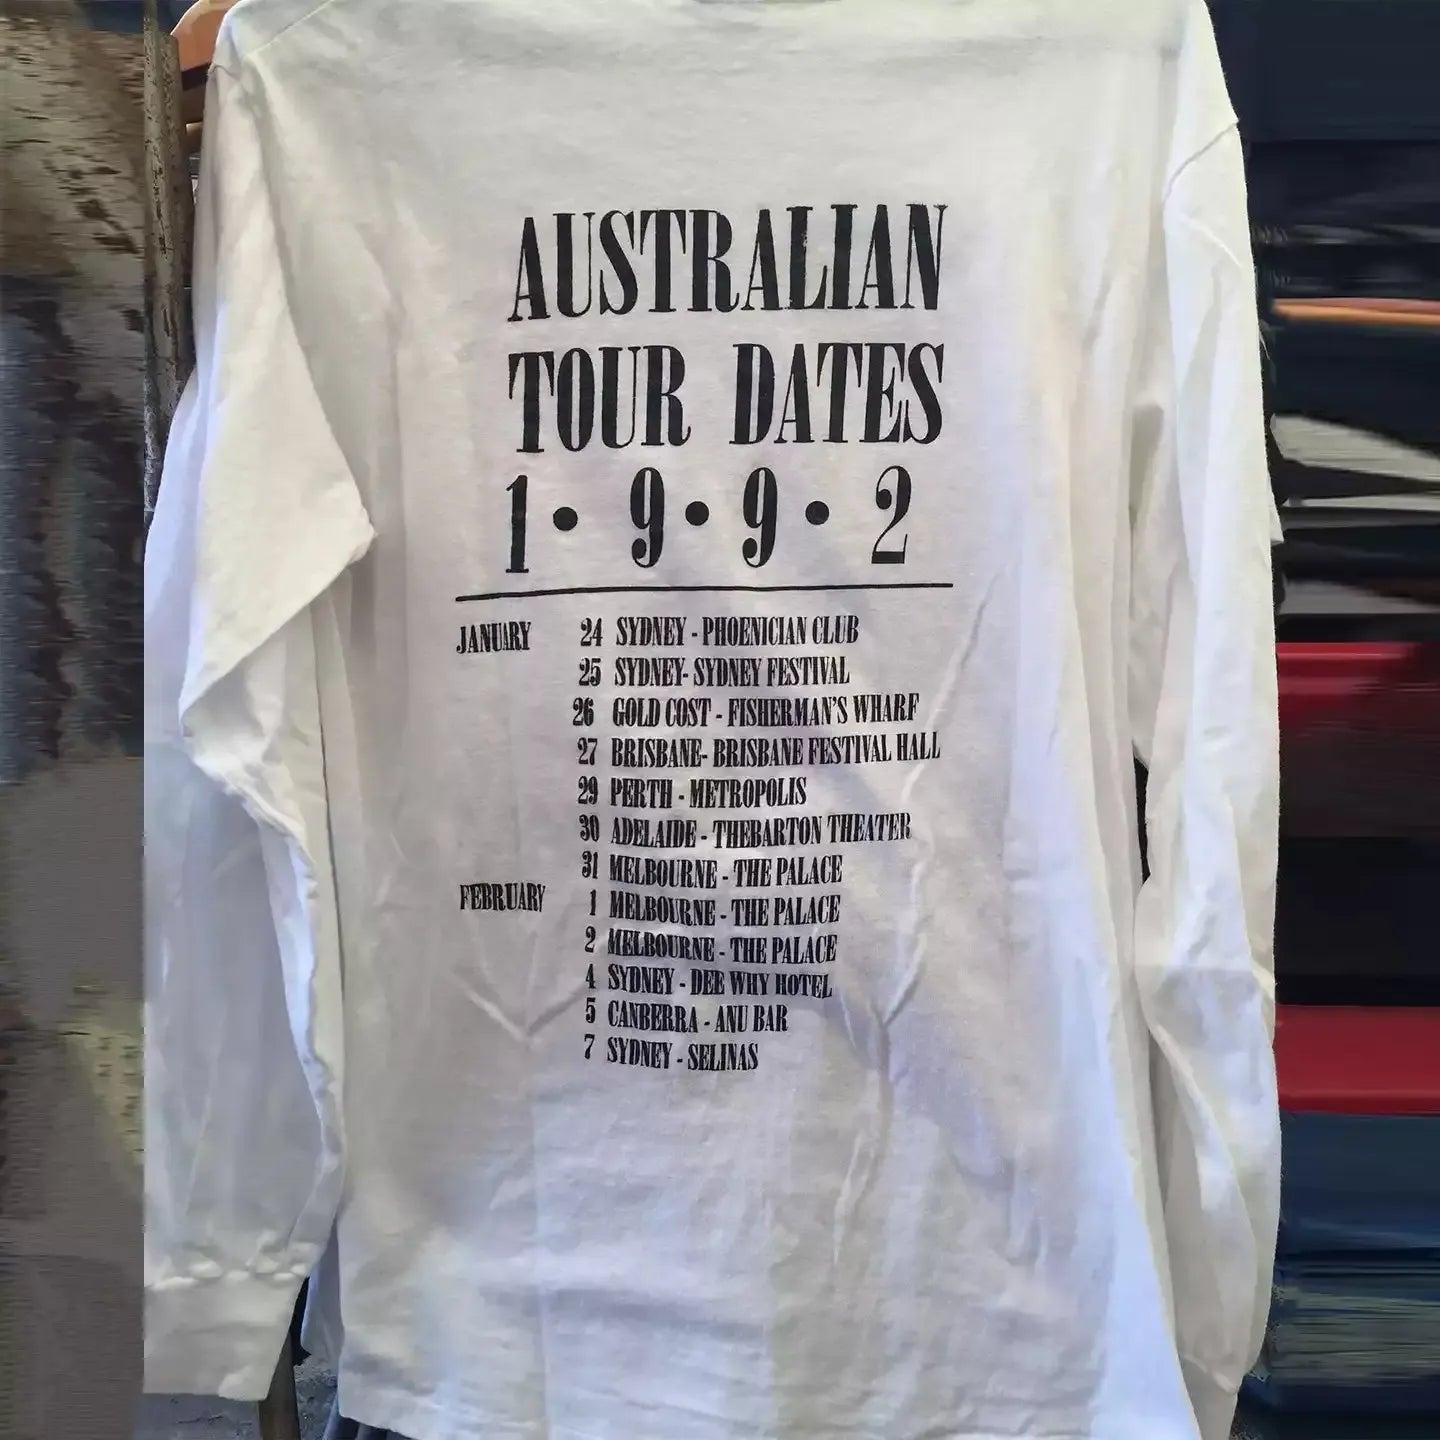 AUSTRALIAN
TOUR DATES
1 • 9 • 9 • 2
JANUARY 24 SYDNEY - PHOENICIAN CLUB
25 SYDNEY- SYDNEY FESTIVAL
26 GOLD COST - FISHERMAN'S WHARF
27 BRISBANE- BRISBANE FESTIVAL HALL
29 PERTH - METROPOLIS
30 ADELAIDE - THEBARTON THEATER
31 MELBOURNE - THE PALACE
FEBRUARY 1 MELBOURNE - THE PALACE
2 MELBOURNE - THE PALACE
4 SYDNEY - DEE WHY HOTEL
5 CANBERRA - ANU BAR
7 SYDNEY - SELINAS